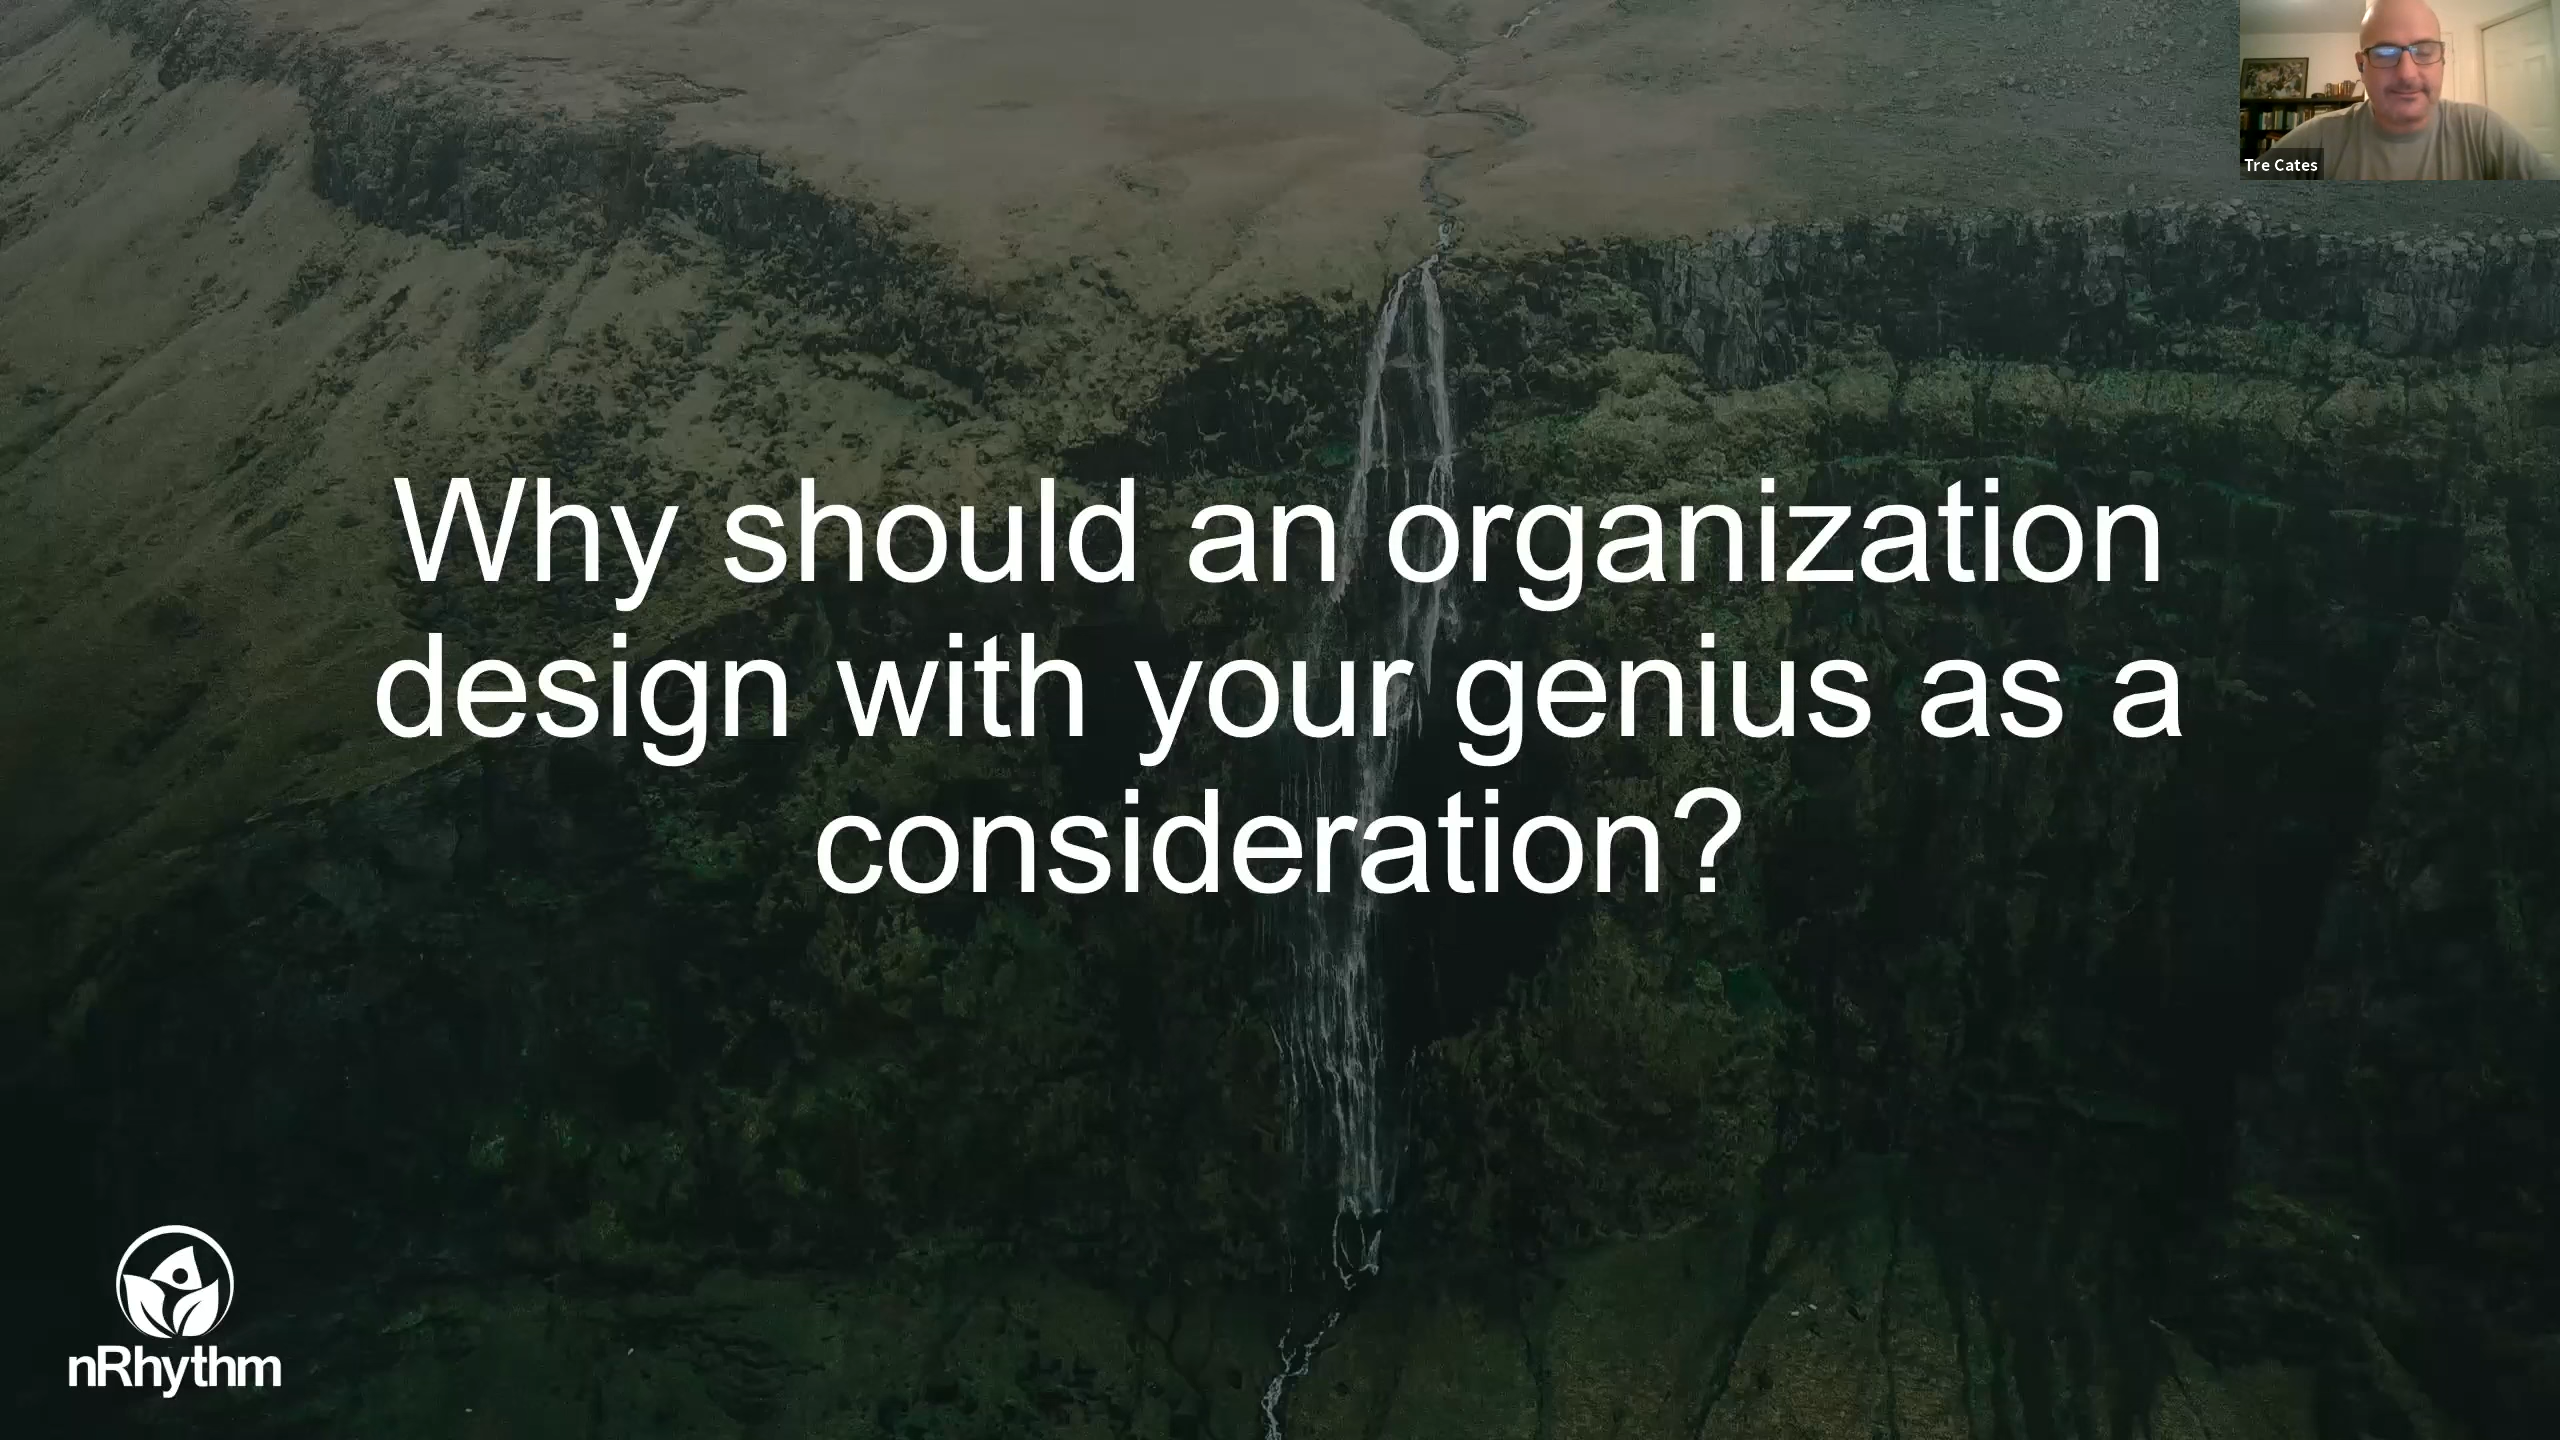 Tre Cates
Why should an organization
design with your genius as a
consideration?
nRhythm